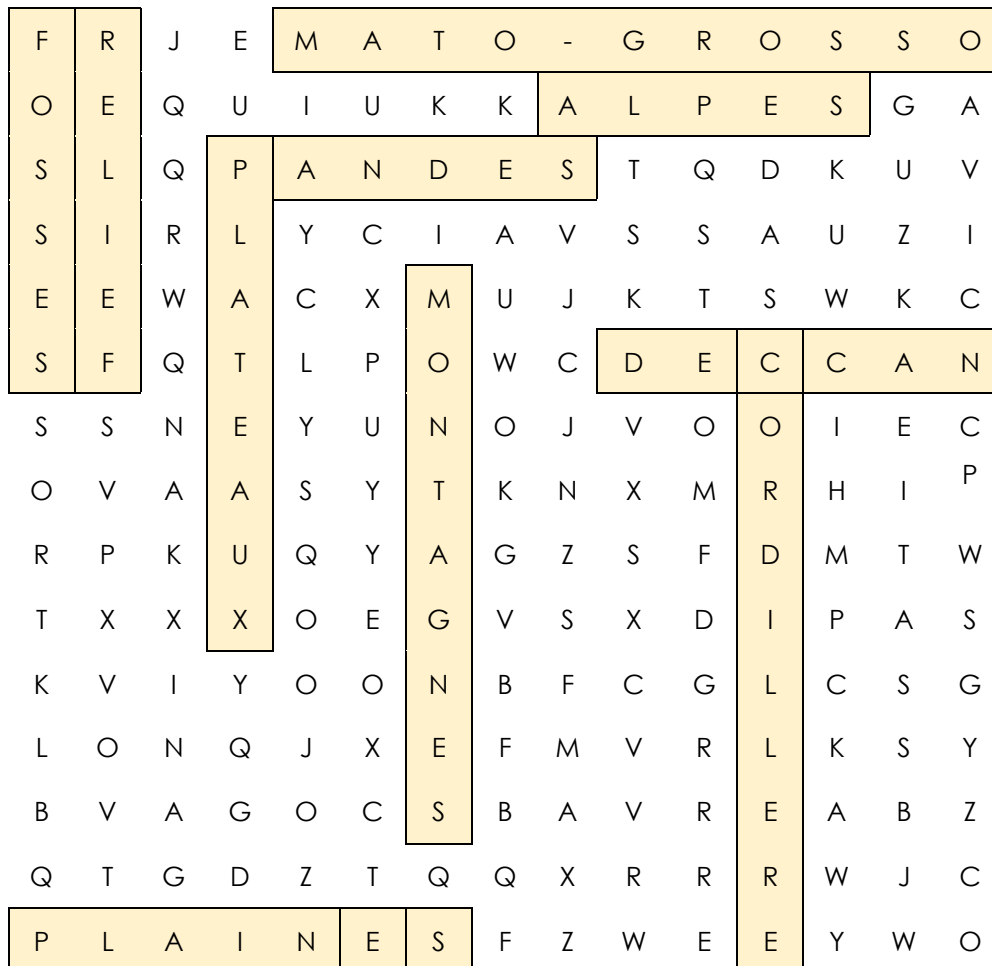 F R J E M A T O - G R O S S O
O E Q U I U K K A L P E S G A
S L Q P A N D E S T Q D K U V
S I R L Y C I A V S S A U Z I
E E W A C X M U J K T S W K C
S F Q T L P O W C D E C C A N
S S N E Y U N O J V O O I E C
O V A A S Y T K N X M R H I P
R P K U Q Y A G Z S F D M T W
T X X X O E G V S X D I P A S
K V I Y O O N B F C G L C S G
L O N Q J X E F M V R L K S Y
B V A G O C S B A V R E A B Z
Q T G D Z T Q Q X R R R W J C
P L A I N E S F Z W E E Y W O